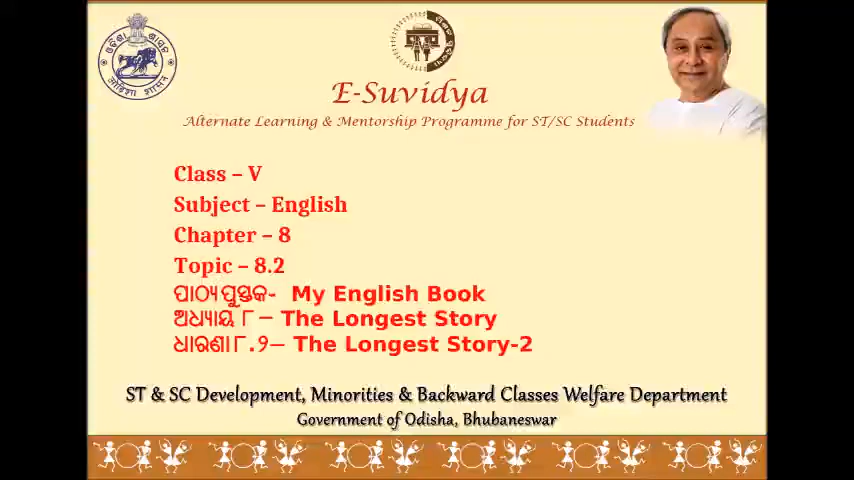 E-Suvidya
Alternate Learning & Mentorship Programme for ST/SC Students
Class – V
Subject – English
Chapter – 8
Topic – 8.2
ପାଠ୍ୟପୁସ୍ତକ- My English Book
ଅଧ୍ୟାୟ ୮ – The Longest Story
ଧାରଣା ୮.୨– The Longest Story-2
ST & SC Development, Minorities & Backward Classes Welfare Department
Government of Odisha, Bhubaneswar